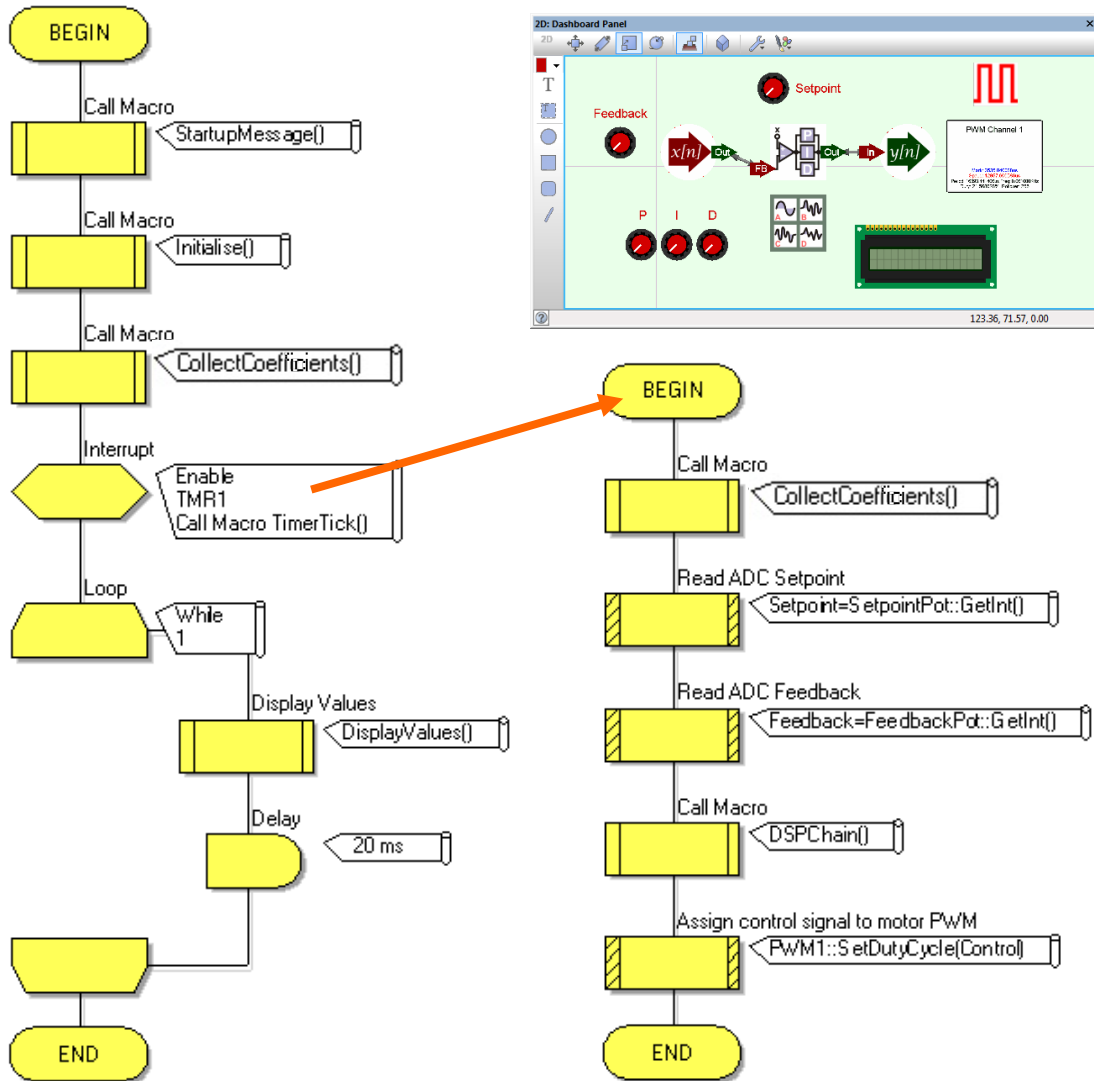 BEGIN
Call Macro
StartupMessage()
Call Macro
Initialise()
Call Macro
CollectCoefficients()
Interrupt
Enable
TMR1
Call Macro TimerTick()
Loop
While
1
Display Values
DisplayValues()
Delay
20 ms
END
2D: Dashboard Panel
2D
T
Setpoint
Feedback
x[n]
Out
FB
X
P
I
D
Out
In
y[n]
PWM Channel 1
P I D
A B
C D
123.36, 71.57, 0.00
BEGIN
Call Macro
CollectCoefficients()
Read ADC Setpoint
Setpoint=SetpointPot::GetInt()
Read ADC Feedback
Feedback=FeedbackPot::GetInt()
Call Macro
DSPChain()
Assign control signal to motor PWM
PWM1::SetDutyCycle(Control)
END